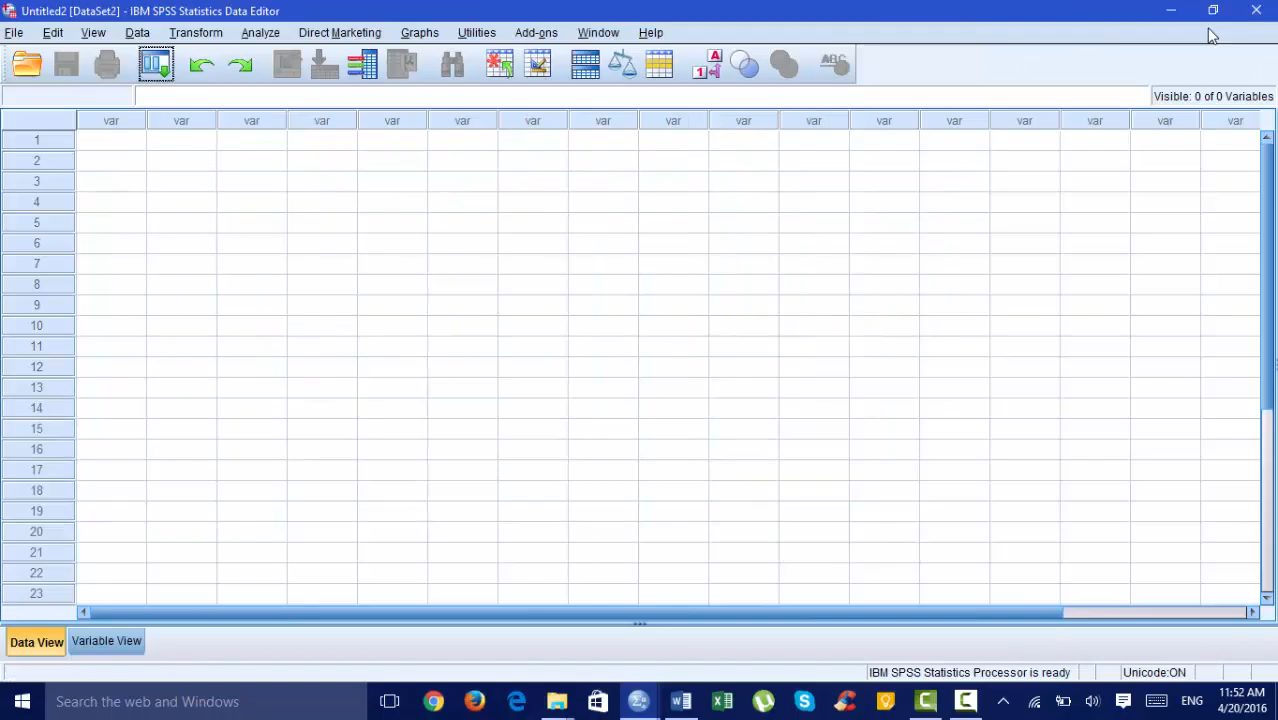 Untitled2 [DataSet2] - IBM SPSS Statistics Data Editor
File Edit View Data Transform Analyze Direct Marketing Graphs Utilities Add-ons Window Help
A
1
ABC
Visible: 0 of 0 Variables
var var var var var var var var var var var var var var var var var
1
2
3
4
5
6
7
8
9
10
11
12
13
14
15
16
17
18
19
20
21
22
23
Data View Variable View
IBM SPSS Statistics Processor is ready Unicode:ON
Search the web and Windows
ENG
11:52 AM
4/20/2016